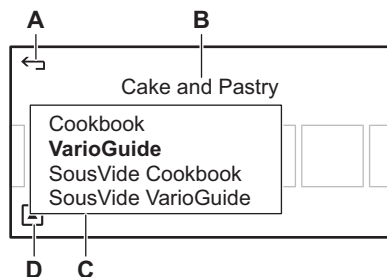 A
B
Cake and Pastry
Cookbook
VarioGuide
SousVide Cookbook
SousVide VarioGuide
D
C